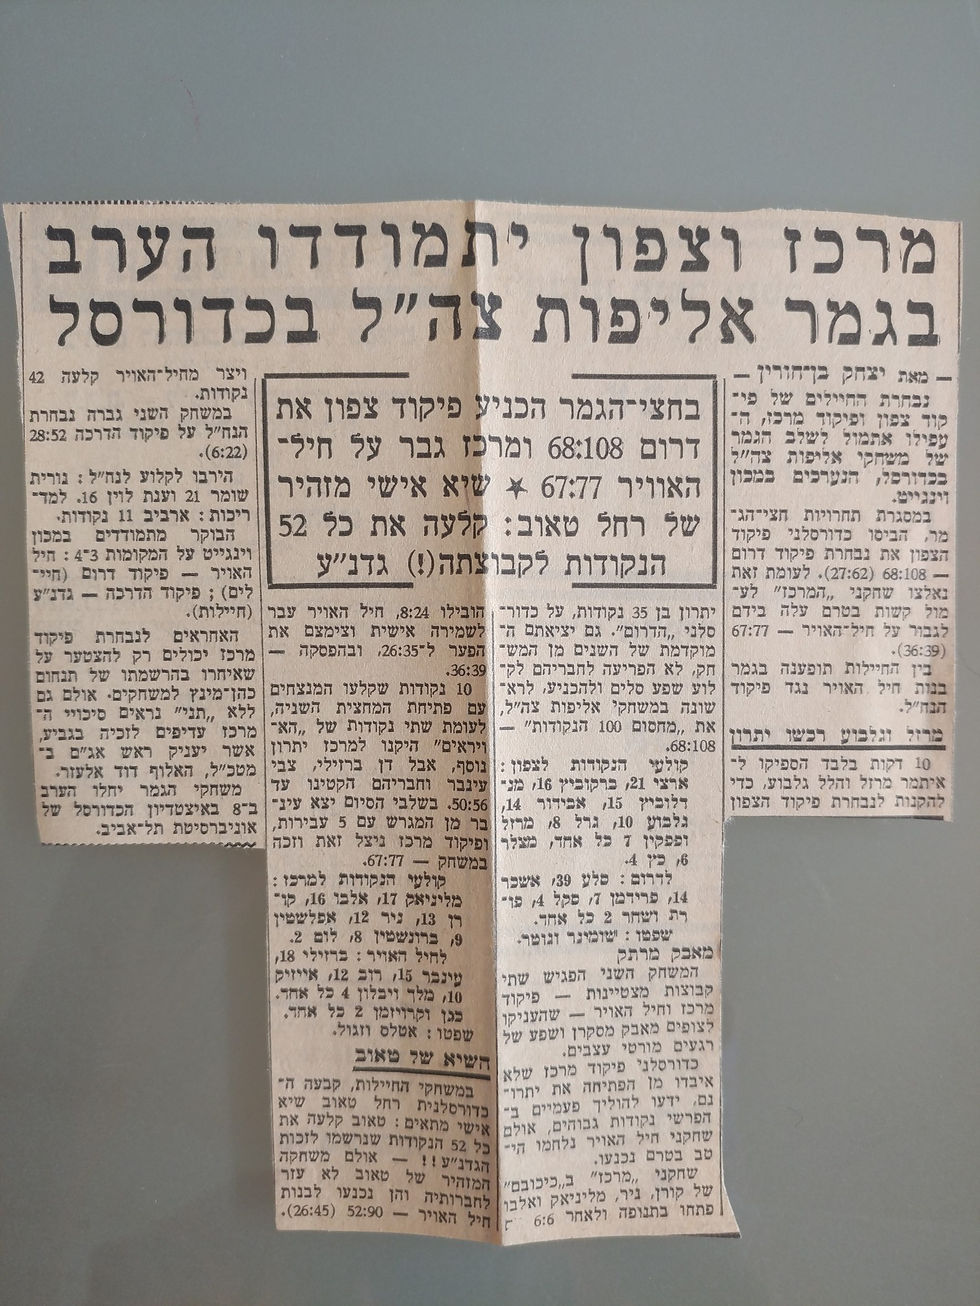 מרכז וצפון יתמודדו הערב
בגמר אליפות צה"ל בכדורסל
בחצי־הגמר הכניע פיקוד צפון את
דרום 68:108 ומרכז גבר על חיל־
האוויר 67:77 ★ שיא אישי מזהיר
של רחל טאוב: קלעה את כל 52
הנקודות לקבוצתה(!) גדנ"ע
— מאת יצחק בן־חורין —
נבחרת החיילים של פי־
קוד צפון ופיקוד מרכז, ה־
עפילו אתמול לשלב הגמר
של משחקי אליפות צה"ל
בכדורסל, הנערכים במכון
וינגייט.
במסגרת תחרויות חצי־הג־
מר, הביסו כדורסלני פיקוד
הצפון את נבחרת פיקוד דרום
— 68:108 (27:62). לעומת זאת
נאלצו שחקני „המרכז" לע־
מול קשות בטרם עלה בידם
לגבור על חיל־האויר — 67:77
(36:39).
בין החיילות תופענה בגמר
בנות חיל האויר נגד פיקוד
הנח"ל.
מרזל וגלבוע רכשו יתרון
10 דקות בלבד הספיקו ל־
איתמר מרזל והלל גלבוע, כדי
להקנות לנבחרת פיקוד הצפון
יתרון בן 35 נקודות, על כדור־
סלני „הדרום". גם יציאתם ה־
מוקדמת של השנים מן המש־
חק, לא הפריעה לחבריהם לק־
לוע שפע סלים ולהכניע, לרא־
שונה במשחקי אליפות צה"ל,
את „מחסום 100 הנקודות" —
68:108.
קולעי הנקודות לצפון:
ארצי 21, ברקוביץ 16, מנ־
דלוביץ 15, אבידור 14,
גלבוע 10, גרל 8, מרזל
ופפקין 7 כל אחד, מצלר
6, כץ 4.
לדרום: סלע 39, אשכר
14, פרידמן 7, סקל 4, פו־
רת ושחר 2 כל אחד.
שפטו: שומינר וגוטר.
מאבק מרתק
המשחק השני הפגיש שתי
קבוצות מצטיינות — פיקוד
מרכז וחיל האויר — שהעניקו
לצופים מאבק מסקרן ושפע של
רגעים מורטי עצבים.
כדורסלני פיקוד מרכז שלא
איבדו מן הפתיחה את יתרו־
נם, ידעו להוליך פעמיים ב־
הפרשי נקודות גבוהים, אולם
שחקני חיל האויר נלחמו הי־
טב בטרם נכנעו.
שחקני „מרכז" ב„כיכובם"
של קורן, ניר, מליניאק ואלבו
פתחו בתנופה ולאחר 6:6
הובילו 8:24, חיל האויר עבר
לשמירה אישית וצימצם את
הפער ל־26:35, ובהפסקה —
36:39.
10 נקודות שקלעו המנצחים
עם פתיחת המחצית השניה,
לעומת שתי נקודות של „הא־
ויראים" היקנו למרכז יתרון
נוסף, אבל דן ברזילי, צבי
עינבר וחבריהם הקטינו עד
50:56. בשלבי הסיום יצא עינ־
בר מן המגרש עם 5 עבירות,
ופיקוד מרכז ניצל זאת וזכה
במשחק — 67:77.
קולעי הנקודות למרכז:
מליניאק 17, אלבו 16, קו־
רן 13, ניר 12, אפלשטין
9, ברונשטין 8, לום 2.
לחיל האויר: ברזילי 18,
עינבר 15, רוב 12, אייזיק
10, מלך ויבלון 4 כל אחד.
כגן וקרויזמן 2 כל אחד.
שפטו: אטלס וזגול.
השיא של טאוב
במשחקי החיילות, קבעה ה־
כדורסלנית רחל טאוב שיא
אישי מתאים: טאוב קלעה את
כל 52 הנקודות שנרשמו לזכות
הגדנ"ע!! — אולם משחקה
המזהיר של טאוב לא עזר
לחברותיה והן נכנעו לבנות
חיל האויר — 52:90 (26:45).
ויצר מחיל־האויר קלעה 42
נקודות.
במשחק השני גברה נבחרת
הנח"ל על פיקוד הדרכה 28:52
(6:22).
הירבו לקלוע לנח"ל: נורית
שומר 21 וענת לוין 16. למד־
ריכות: ארביב 11 נקודות.
הבוקר מתמודדים במכון
וינגייט על המקומות 3־4: חיל
האויר — פיקוד דרום (חיי־
לים); פיקוד הדרכה — גדנ"ע
(חיילות).
האחראים לנבחרת פיקוד
מרכז יכולים רק להצטער על
שאיחרו בהרשמתו של תנחום
כהן־מינץ למשחקים. אולם גם
ללא „תני" נראים סיכויי ה־
מרכז עדיפים לזכיה בגביע,
אשר יעניק ראש אג"ם ב־
מטכ"ל, האלוף דוד אלעזר.
משחקי הגמר יחלו הערב
ב־8 באיצטדיון הכדורסל של
אוניברסיטת תל־אביב.